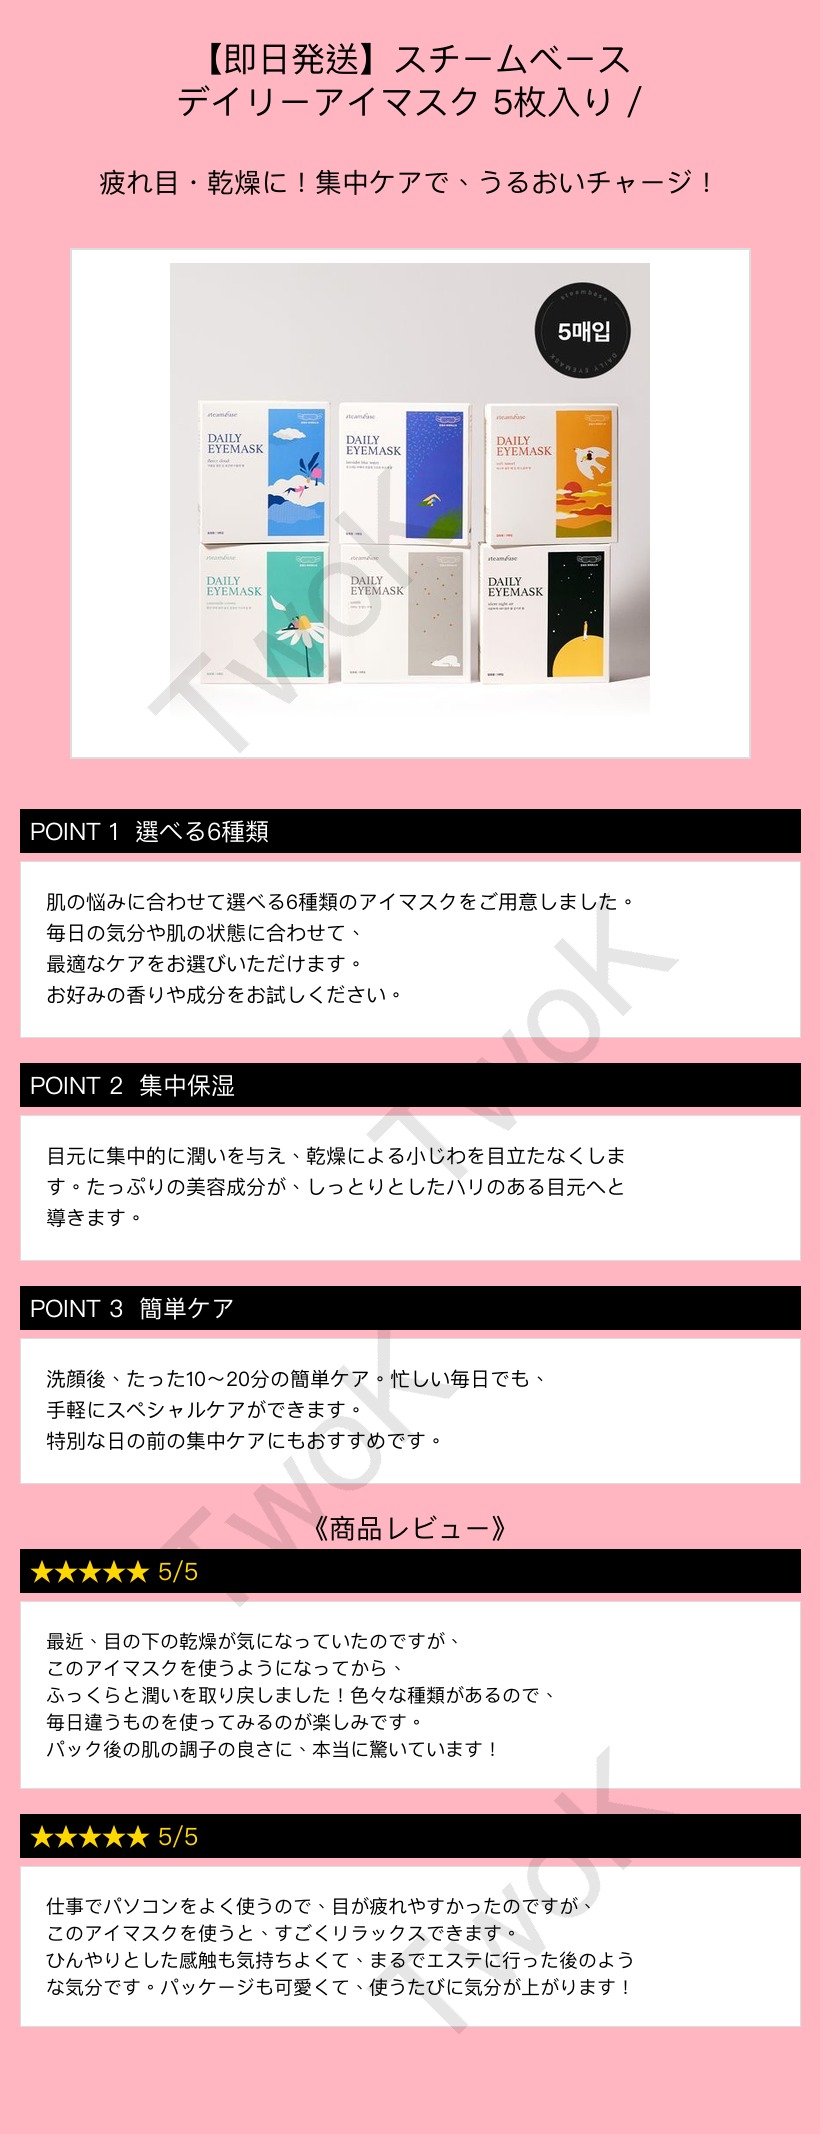 【即日発送】スチームベース
デイリーアイマスク 5枚入り /
疲れ目・乾燥に！集中ケアで、うるおいチャージ！
steambase
5매입
DAILY EYEMASK
steambase
DAILY
EYEMASK
steambase
DAILY
EYEMASK
steambase
DAILY
EYEMASK
steambase
DAILY
EYEMASK
steambase
DAILY
EYEMASK
steambase
DAILY
EYEMASK
silent night air
TwoK
POINT 1 選べる6種類
肌の悩みに合わせて選べる6種類のアイマスクをご用意しました。
毎日の気分や肌の状態に合わせて、
最適なケアをお選びいただけます。
お好みの香りや成分をお試しください。
TwoK
POINT 2 集中保湿
目元に集中的に潤いを与え、乾燥による小じわを目立たなくしま
す。たっぷりの美容成分が、しっとりとしたハリのある目元へと
導きます。
POINT 3 簡単ケア
洗顔後、たった10～20分の簡単ケア。忙しい毎日でも、
手軽にスペシャルケアができます。
特別な日の前の集中ケアにもおすすめです。
TwoK
《商品レビュー》
★★★★★ 5/5
最近、目の下の乾燥が気になっていたのですが、
このアイマスクを使うようになってから、
ふっくらと潤いを取り戻しました！色々な種類があるので、
毎日違うものを使ってみるのが楽しみです。
パック後の肌の調子の良さに、本当に驚いています！
★★★★★ 5/5
仕事でパソコンをよく使うので、目が疲れやすかったのですが、
このアイマスクを使うと、すごくリラックスできます。
ひんやりとした感触も気持ちよくて、まるでエステに行った後のよう
な気分です。パッケージも可愛くて、使うたびに気分が上がります！
TwoK